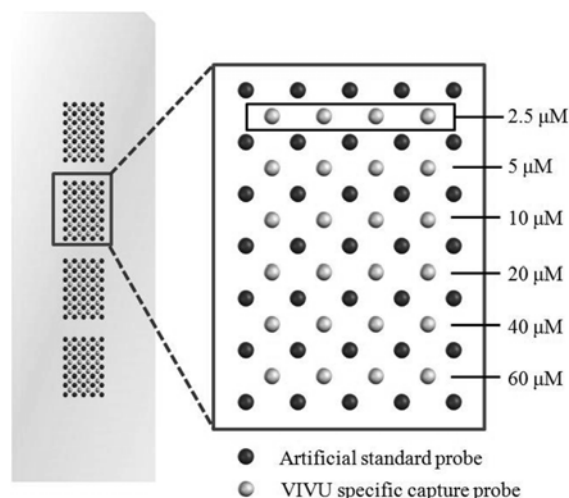 2.5 μM
5 μM
10 μM
20 μM
40 μM
60 μM
Artificial standard probe
VIVU specific capture probe